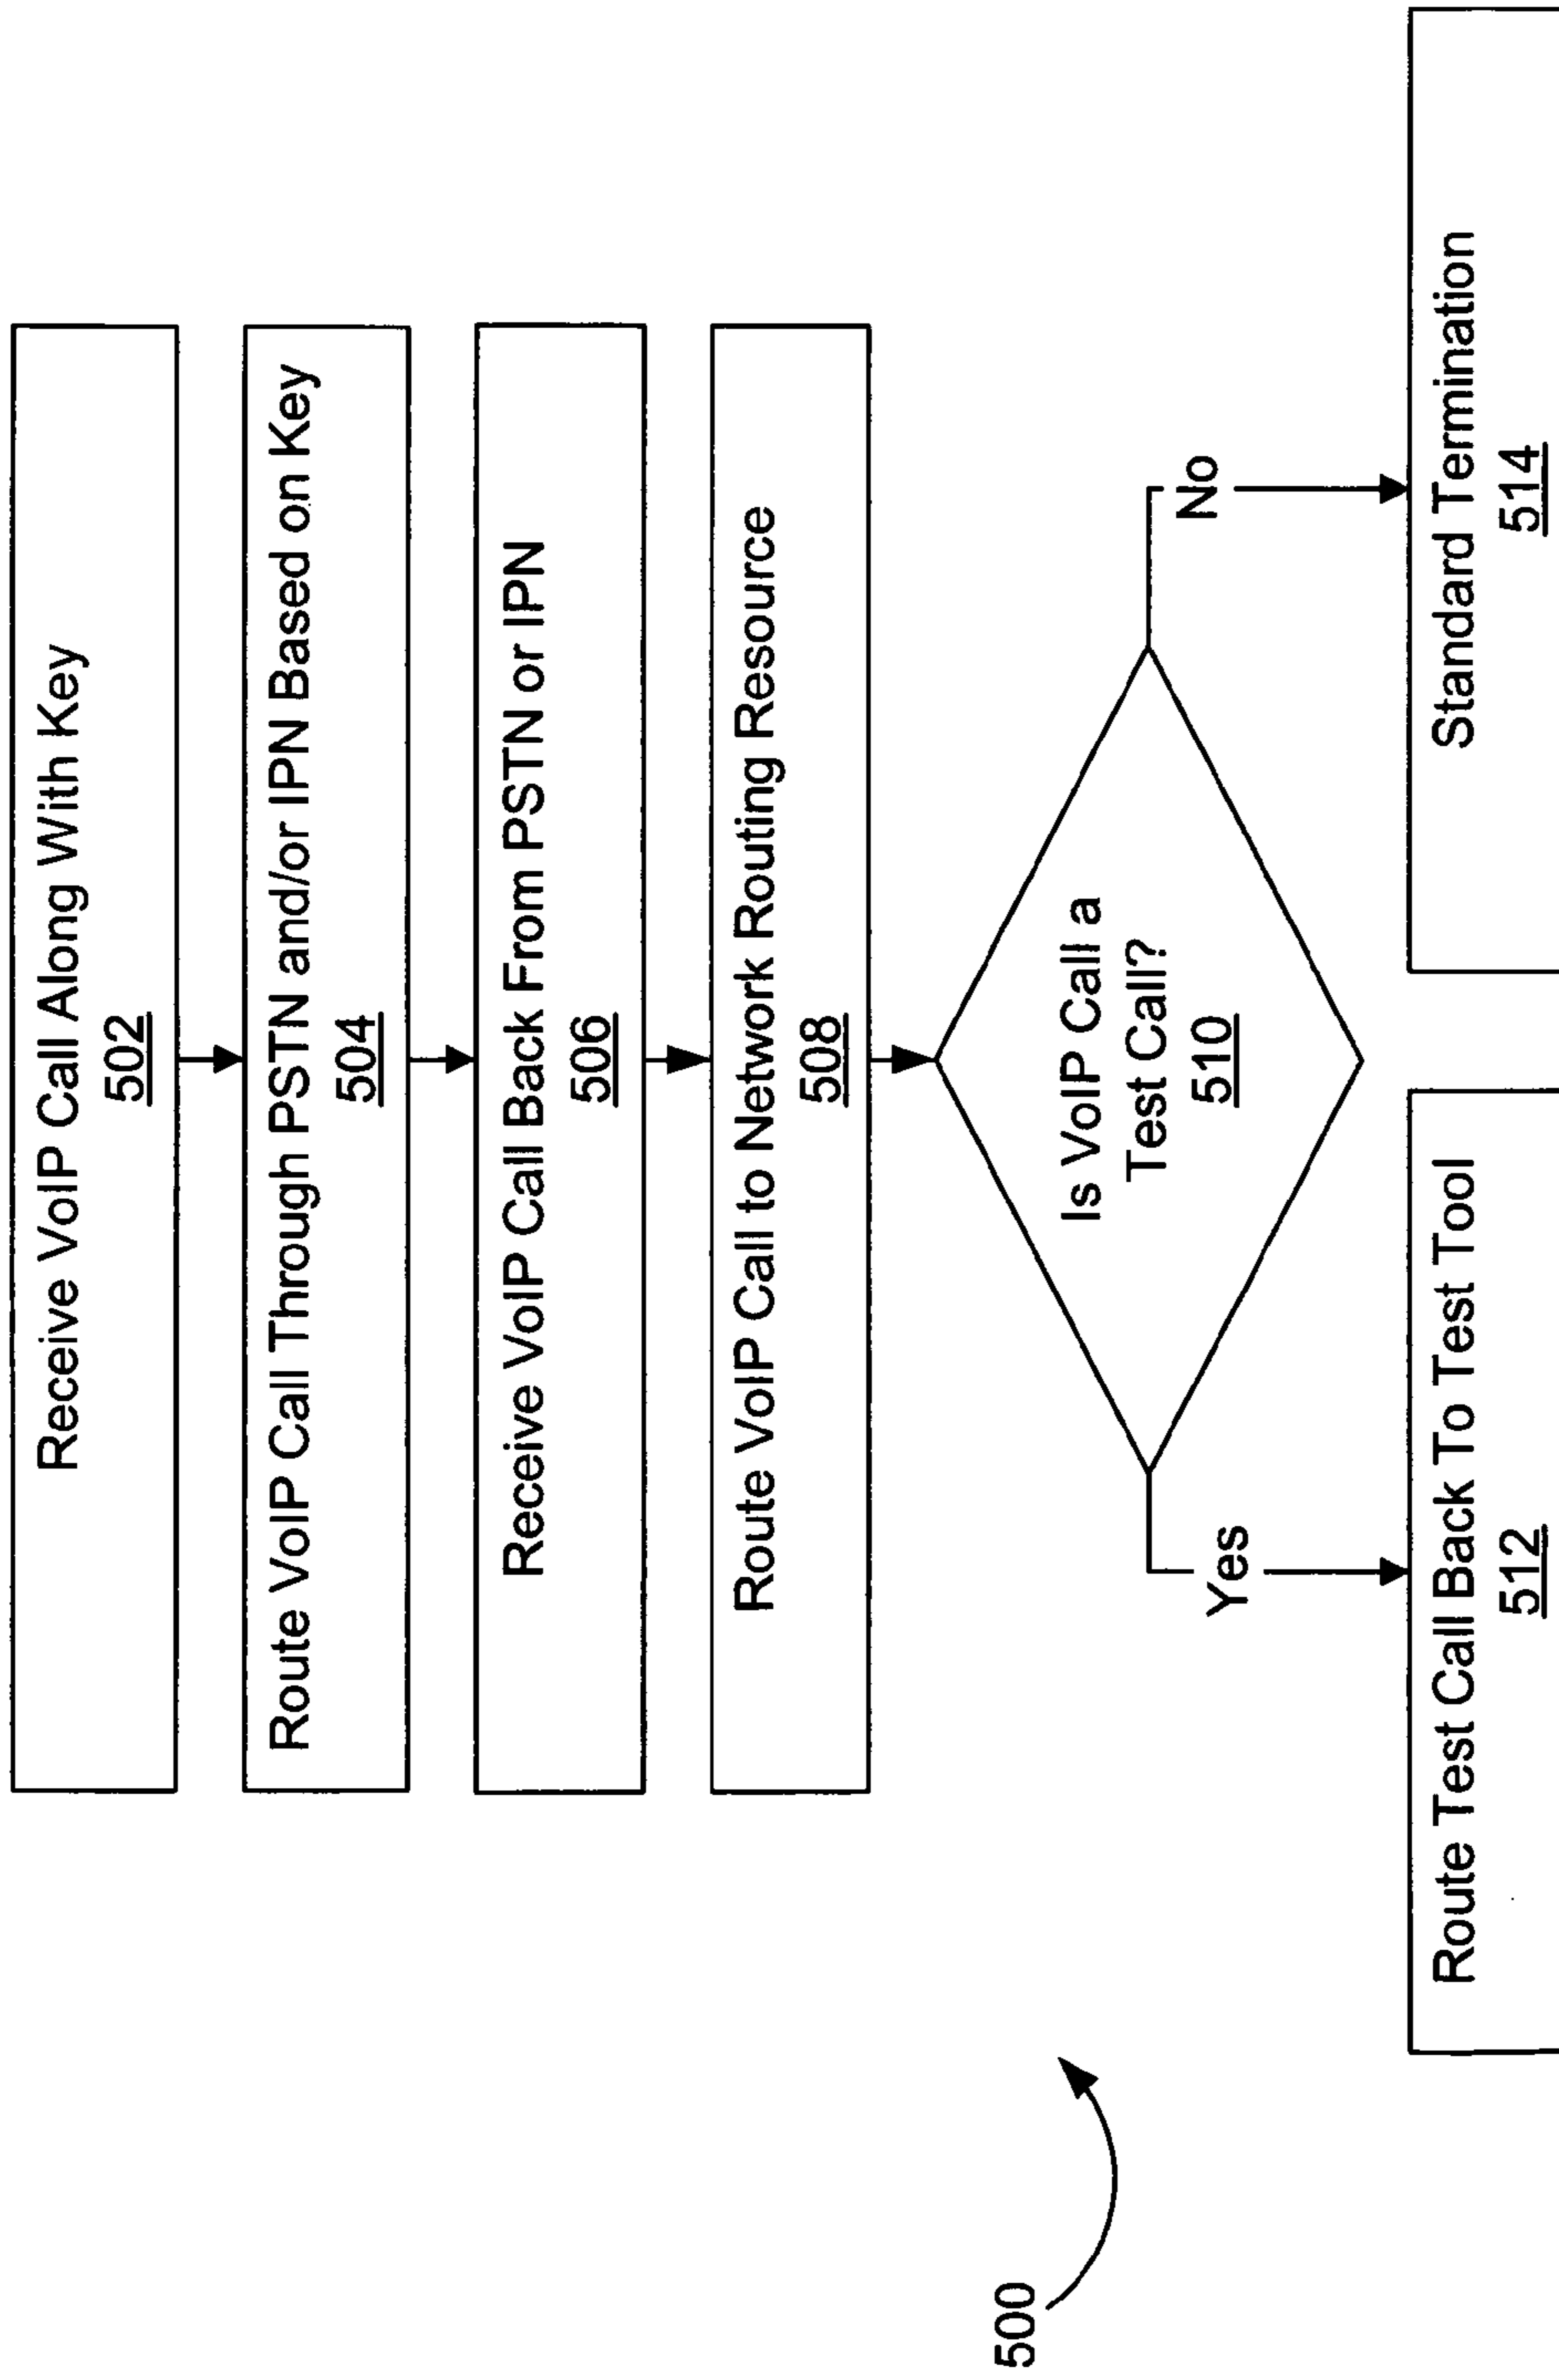 Receive VoIP Call Along With Key
502
Route VoIP Call Through PSTN and/or IPN Based on Key
504
Receive VoIP Call Back From PSTN or IPN
506
Route VoIP Call to Network Routing Resource
508
Is VoIP Call a
Test Call?
510
Yes
No
Route Test Call Back To Test Tool
512
Standard Termination
514
500